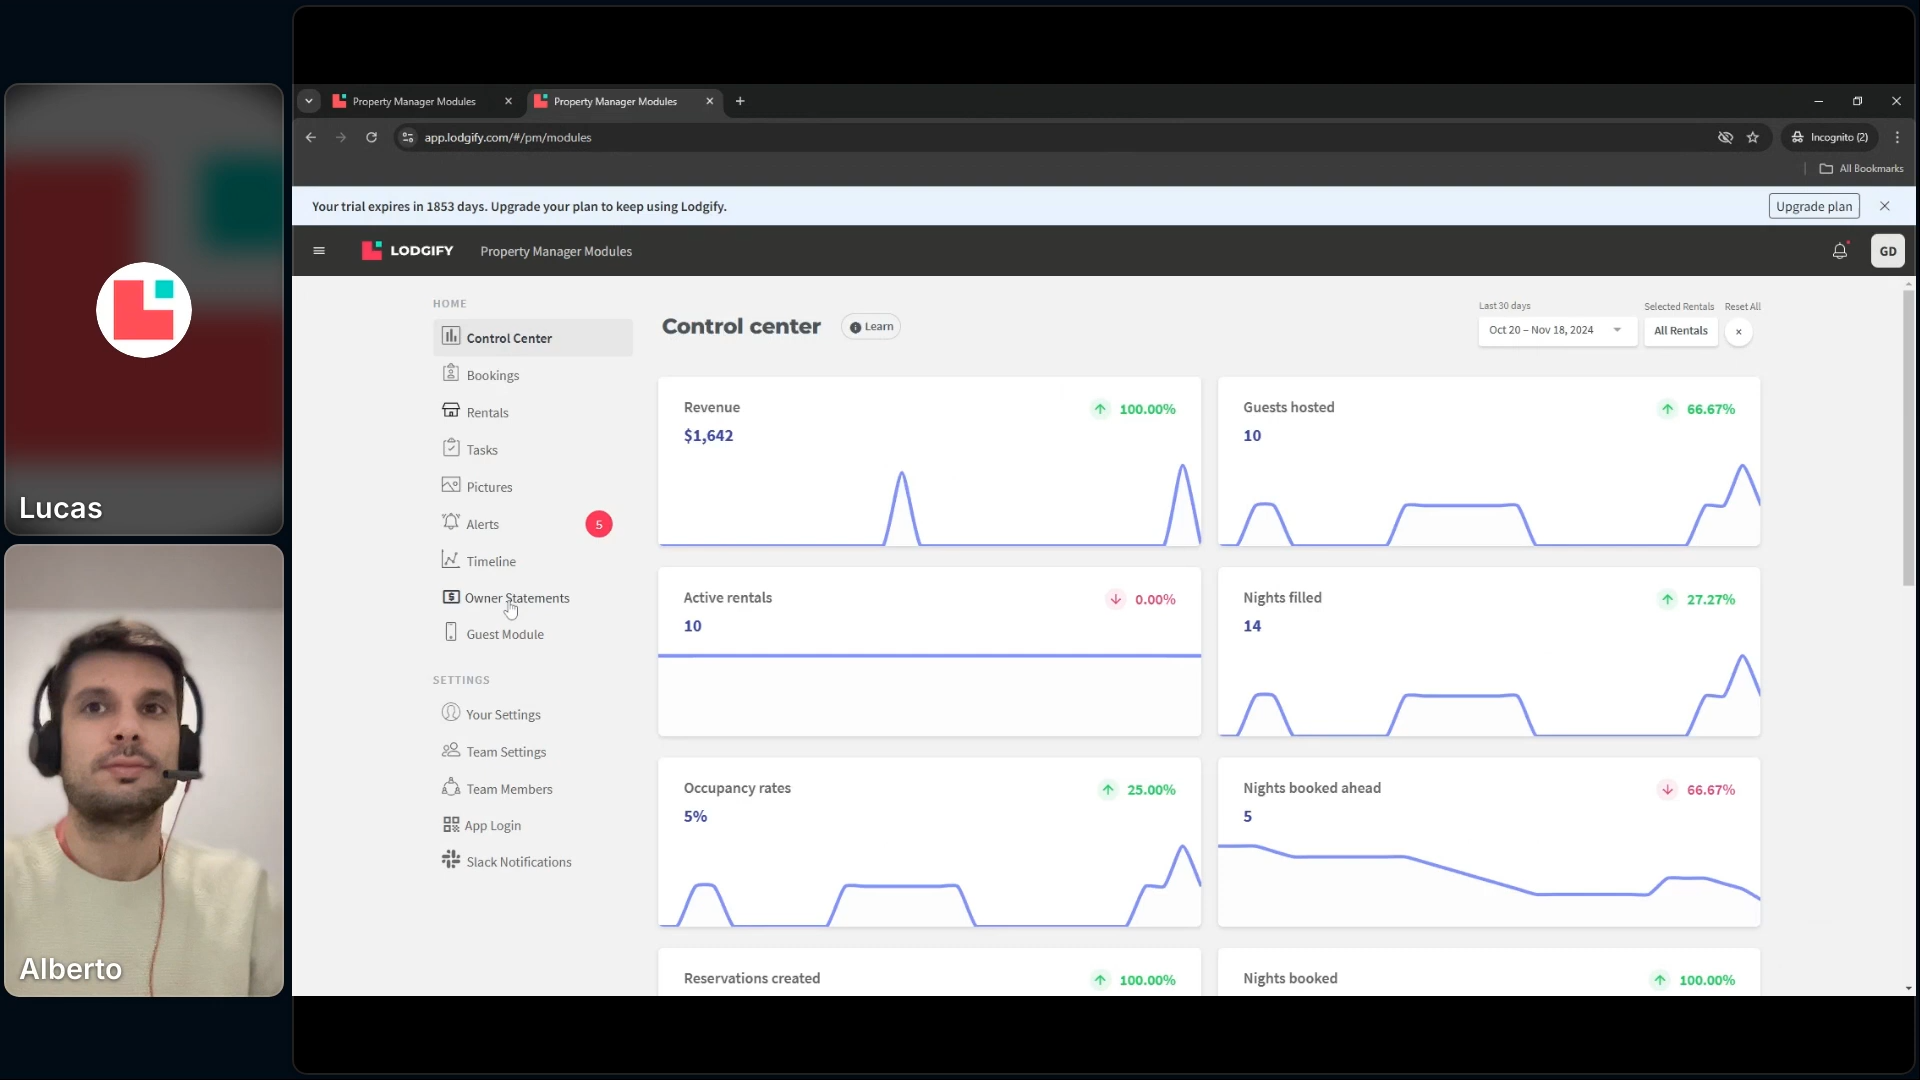 Property Manager Modules
Property Manager Modules
app.lodgify.com/#/pm/modules
Incognito (2)
All Bookmarks
Your trial expires in 1853 days. Upgrade your plan to keep using Lodgify.
Upgrade plan
LODGIFY
Property Manager Modules
GD
HOME
Control Center
Bookings
Rentals
Tasks
Pictures
Alerts
5
Timeline
Owner Statements
Guest Module
SETTINGS
Your Settings
Team Settings
Team Members
App Login
Slack Notifications
Control center
Learn
Last 30 days
Oct 20 – Nov 18, 2024
Selected Rentals
All Rentals
Reset All
Revenue
100.00%
$1,642
Guests hosted
66.67%
10
Active rentals
0.00%
10
Nights filled
27.27%
14
Occupancy rates
25.00%
5%
Nights booked ahead
66.67%
5
Reservations created
100.00%
Nights booked
100.00%
Lucas
Alberto